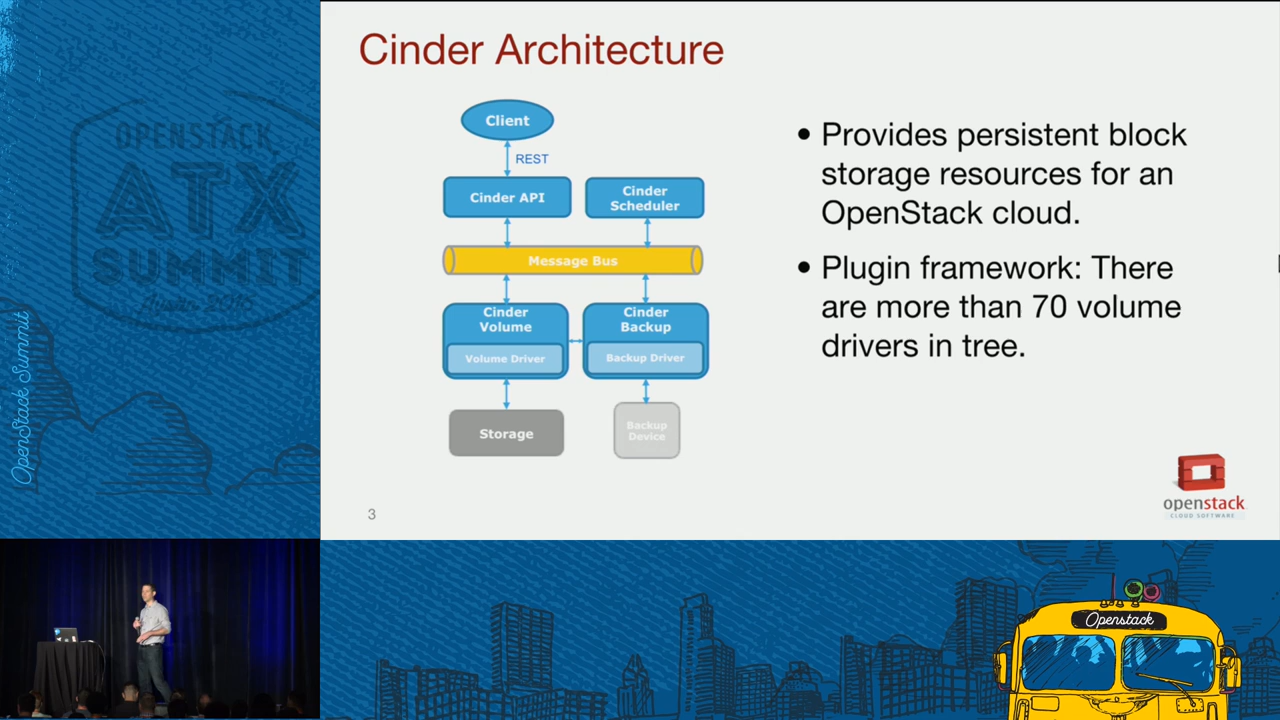 Cinder Architecture
Client
REST
Cinder API
Cinder
Scheduler
Message Bus
Cinder
Volume
Volume Driver
Cinder
Backup
Backup Driver
Storage
Backup
Device
• Provides persistent block
storage resources for an
OpenStack cloud.
• Plugin framework: There
are more than 70 volume
drivers in tree.
3
openstack
CLOUD SOFTWARE
OPENSTACK
ATX
SUMMIT
OpenStack Summit
Openstack